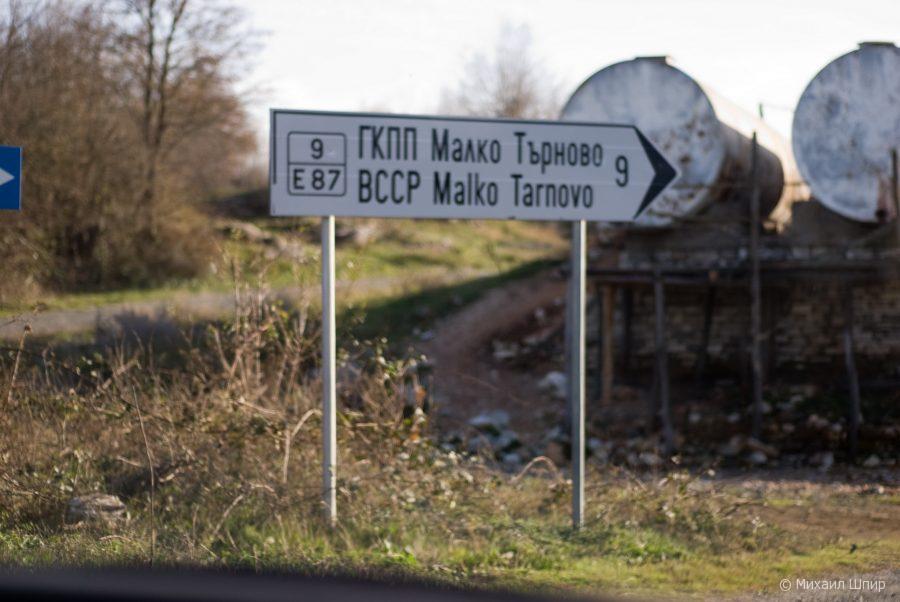 9
E 87
ГКПП Малко Търново
BCCP Malko Tarnovo
9
© Михаил Шпир